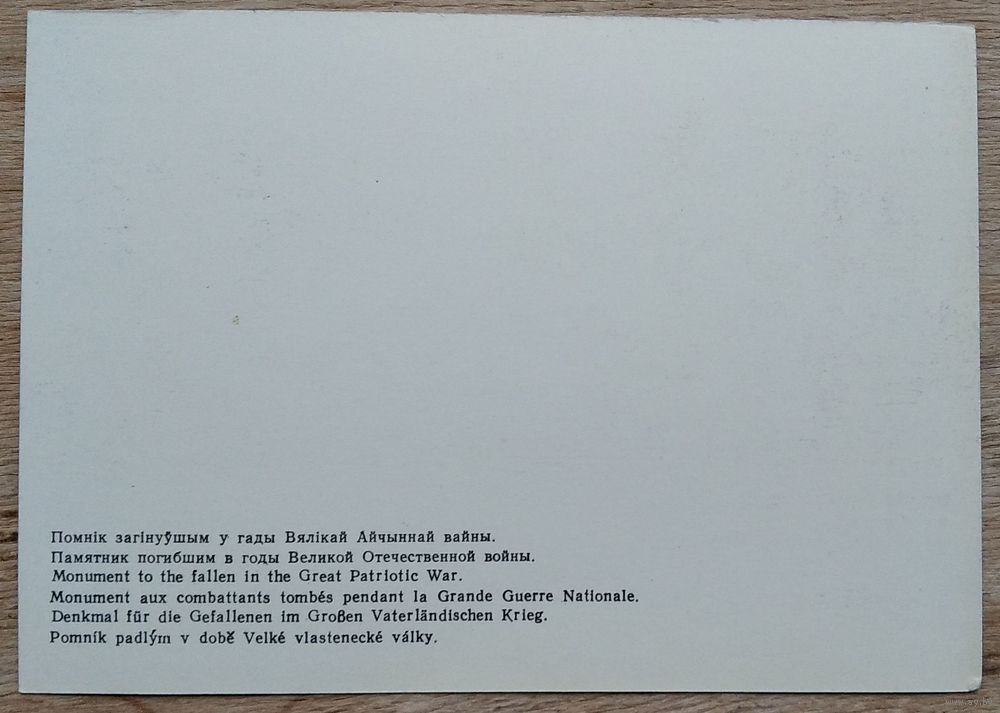 Помнік загінуўшым у гады Вялікай Айчыннай вайны.
Памятник погибшим в годы Великой Отечественной войны.
Monument to the fallen in the Great Patriotic War.
Monument aux combattants tombés pendant la Grande Guerre Nationale.
Denkmal für die Gefallenen im Großen Vaterländischen Krieg.
Pomník padlým v době Velké vlastenecké války.